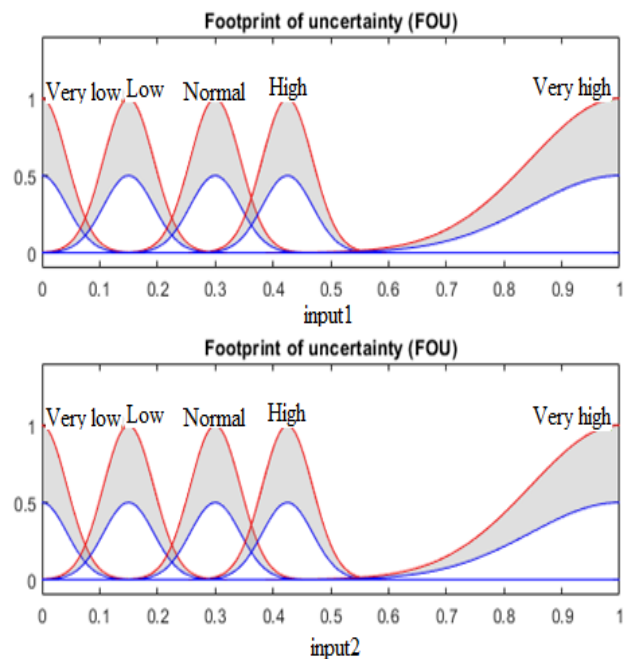 Footprint of uncertainty (FOU)
Very low Low Normal High Very high
1
0.5
0
0 0.1 0.2 0.3 0.4 0.5 0.6 0.7 0.8 0.9 1
input1
Footprint of uncertainty (FOU)
Very low Low Normal High Very high
1
0.5
0
0 0.1 0.2 0.3 0.4 0.5 0.6 0.7 0.8 0.9 1
input2